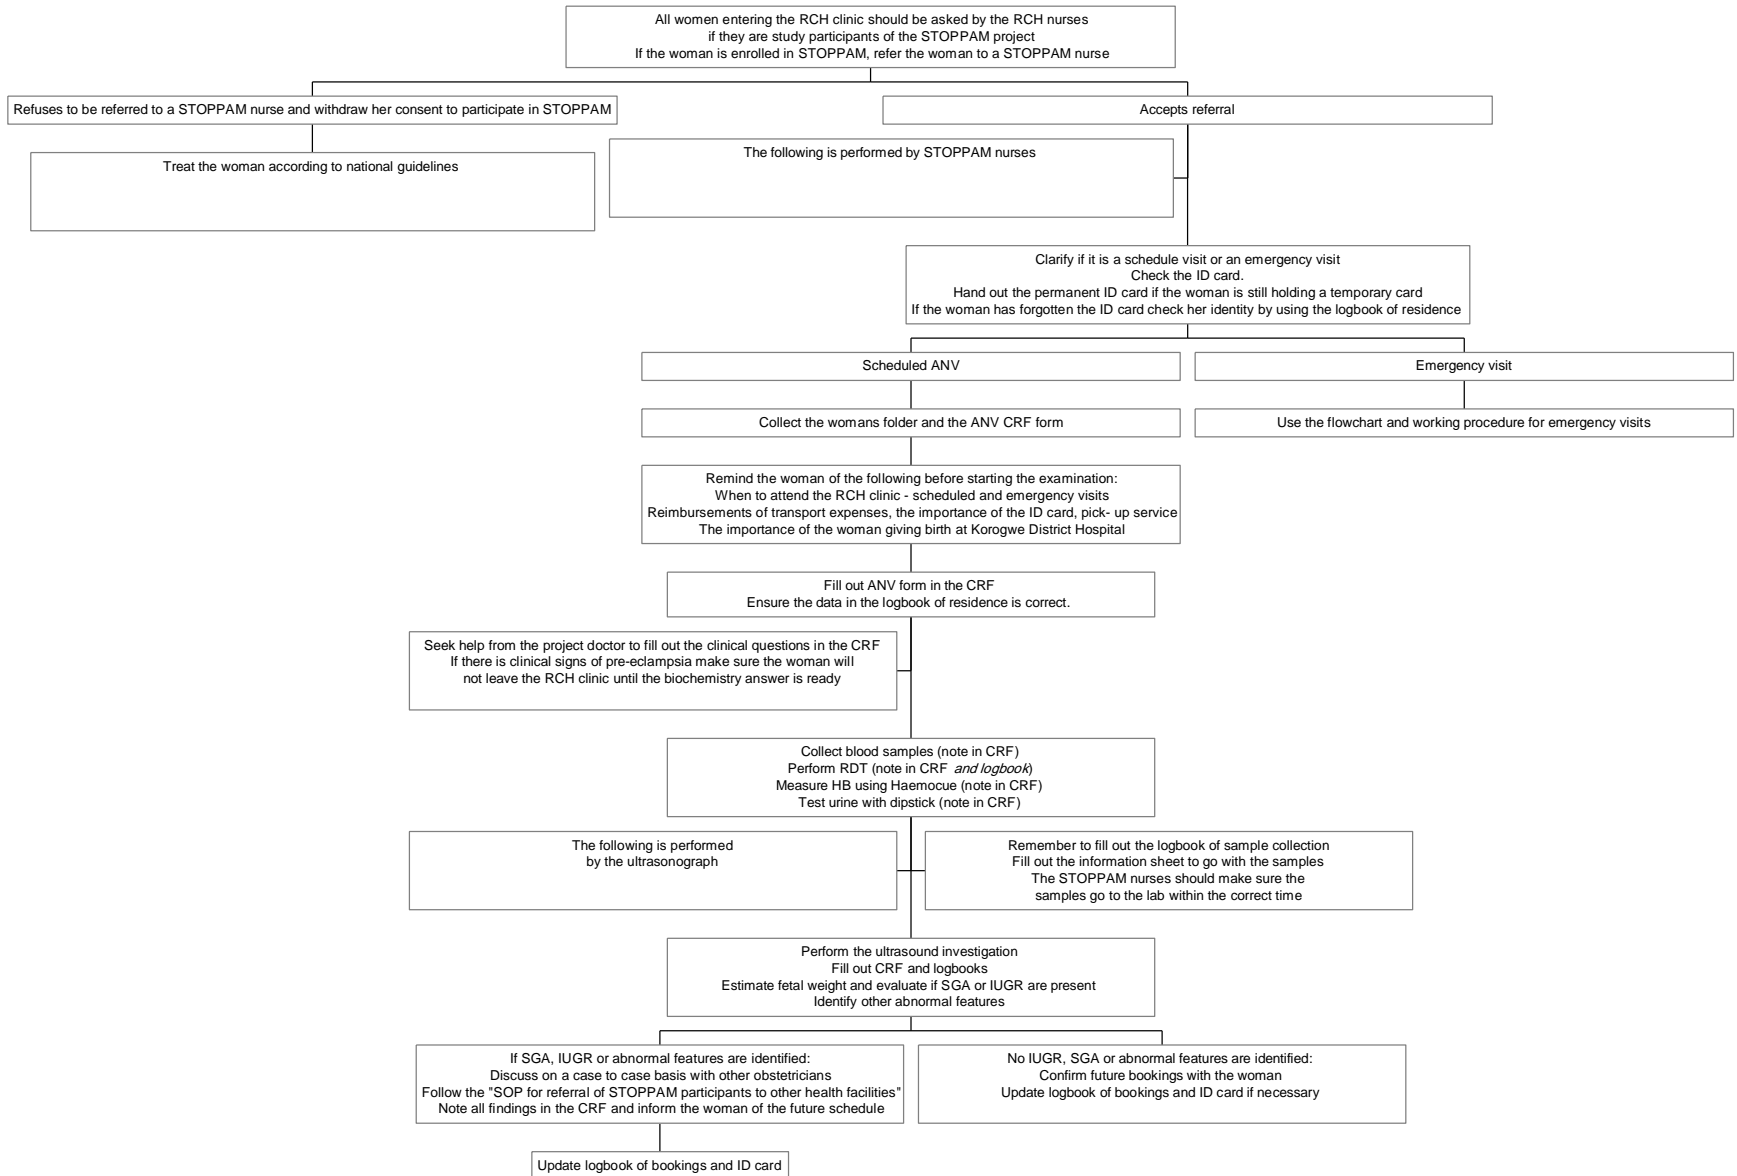 All women entering the RCH clinic should be asked by the RCH nurses
if they are study participants of the STOPPAM project
If the woman is enrolled in STOPPAM, refer the woman to a STOPPAM nurse
Refuses to be referred to a STOPPAM nurse and withdraw her consent to participate in STOPPAM
Accepts referral
Treat the woman according to national guidelines
The following is performed by STOPPAM nurses
Clarify if it is a schedule visit or an emergency visit
Check the ID card.
Hand out the permanent ID card if the woman is still holding a temporary card
If the woman has forgotten the ID card check her identity by using the logbook of residence
Scheduled ANV
Emergency visit
Collect the womans folder and the ANV CRF form
Use the flowchart and working procedure for emergency visits
Remind the woman of the following before starting the examination:
When to attend the RCH clinic - scheduled and emergency visits
Reimbursements of transport expenses, the importance of the ID card, pick- up service
The importance of the woman giving birth at Korogwe District Hospital
Fill out ANV form in the CRF
Ensure the data in the logbook of residence is correct.
Seek help from the project doctor to fill out the clinical questions in the CRF
If there is clinical signs of pre-eclampsia make sure the woman will
not leave the RCH clinic until the biochemistry answer is ready
Collect blood samples (note in CRF)
Perform RDT (note in CRF and logbook)
Measure HB using Haemocue (note in CRF)
Test urine with dipstick (note in CRF)
The following is performed
by the ultrasonograph
Remember to fill out the logbook of sample collection
Fill out the information sheet to go with the samples
The STOPPAM nurses should make sure the
samples go to the lab within the correct time
Perform the ultrasound investigation
Fill out CRF and logbooks
Estimate fetal weight and evaluate if SGA or IUGR are present
Identify other abnormal features
If SGA, IUGR or abnormal features are identified:
Discuss on a case to case basis with other obstetricians
Follow the "SOP for referral of STOPPAM participants to other health facilities"
Note all findings in the CRF and inform the woman of the future schedule
No IUGR, SGA or abnormal features are identified:
Confirm future bookings with the woman
Update logbook of bookings and ID card if necessary
Update logbook of bookings and ID card